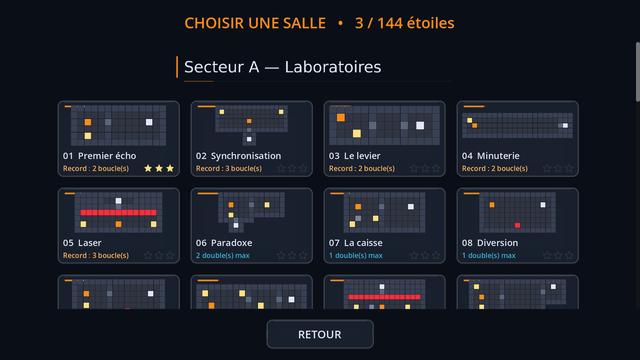 CHOISIR UNE SALLE • 3 / 144 étoiles
Secteur A — Laboratoires
01 Premier écho
Record : 2 boucle(s)
02 Synchronisation
Record : 3 boucle(s)
03 Le levier
Record : 2 boucle(s)
04 Minuterie
Record : 2 boucle(s)
05 Laser
Record : 3 boucle(s)
06 Paradoxe
2 double(s) max
07 La caisse
1 double(s) max
08 Diversion
1 double(s) max
RETOUR